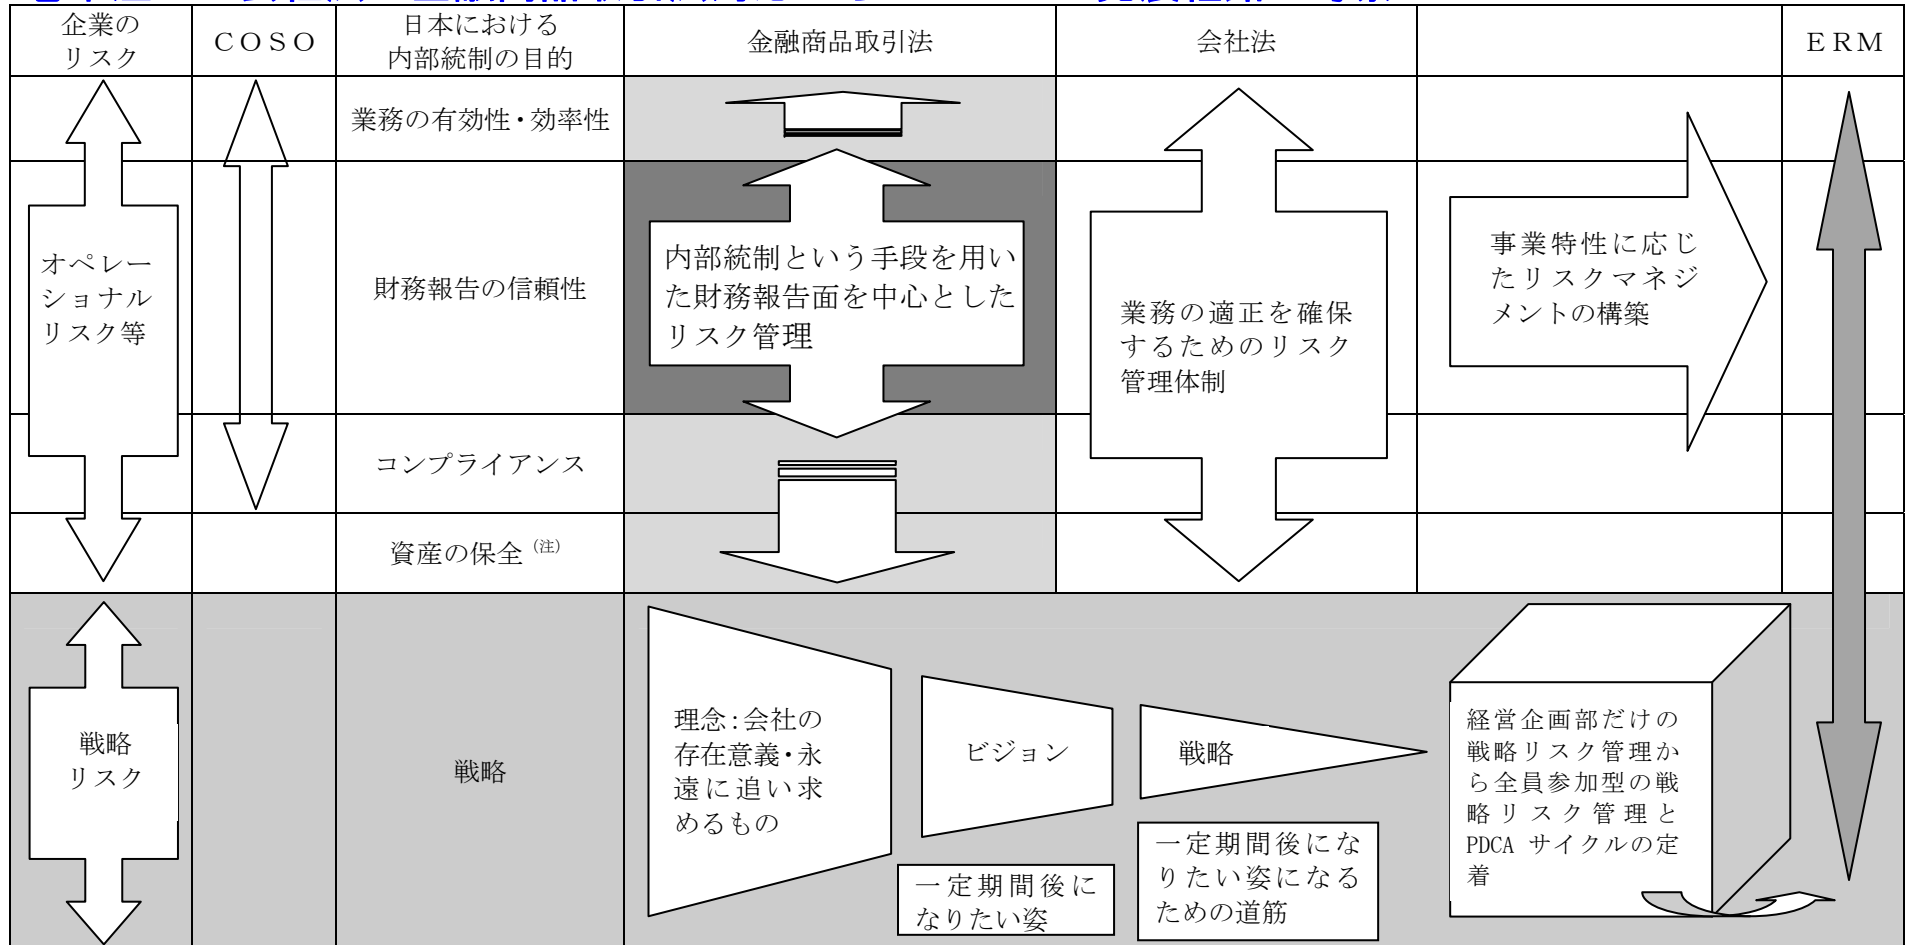 企業の
リスク
ＣＯＳＯ
日本における
内部統制の目的
金融商品取引法
会社法
ＥＲＭ
業務の有効性・効率性
オペレー
ショナル
リスク等
財務報告の信頼性
内部統制という手段を用い
た財務報告面を中心とした
リスク管理
業務の適正を確保
するためのリスク
管理体制
事業特性に応じ
たリスクマネジ
メントの構築
コンプライアンス
資産の保全（注）
戦略
リスク
戦略
理念：会社の
存在意義・永
遠に追い求
めるもの
ビジョン
戦略
一定期間後に
なりたい姿
一定期間後にな
りたい姿になる
ための道筋
経営企画部だけの
戦略リスク管理か
ら全員参加型の戦
略リスク管理と
PDCA サイクルの定
着